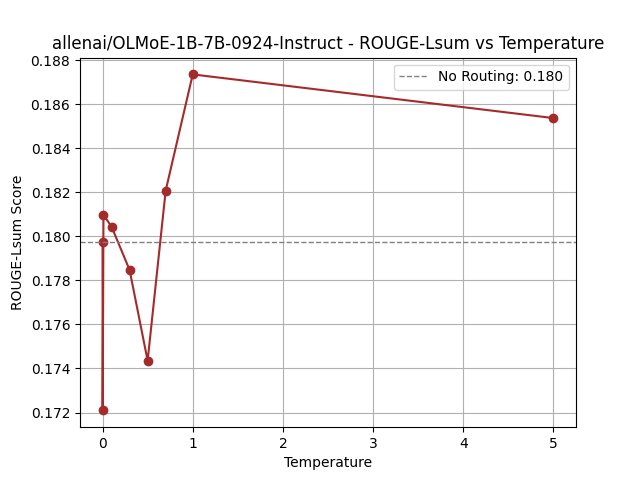 allenai/OLMoE-1B-7B-0924-Instruct - ROUGE-Lsum vs Temperature
No Routing: 0.180
ROUGE-Lsum Score
0.188
0.186
0.184
0.182
0.180
0.178
0.176
0.174
0.172
0 1 2 3 4 5
Temperature